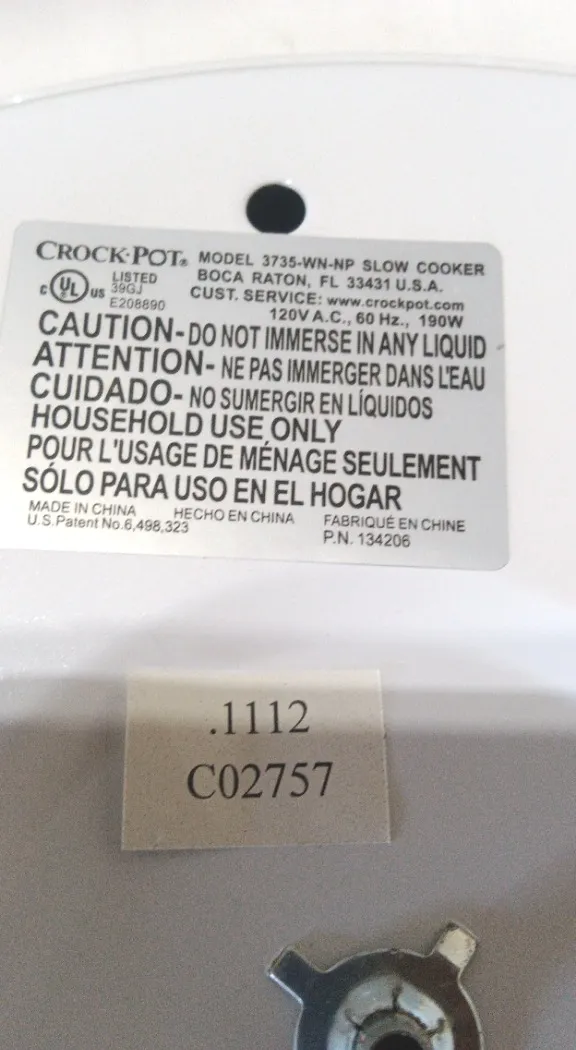 CROCK·POT® MODEL 3735-WN-NP SLOW COOKER
BOCA RATON, FL 33431 U.S.A.
C UL US LISTED 39GJ E208890
CUST. SERVICE: www.crockpot.com
120V A.C., 60 Hz., 190W
CAUTION- DO NOT IMMERSE IN ANY LIQUID
ATTENTION- NE PAS IMMERGER DANS L'EAU
CUIDADO- NO SUMERGIR EN LÍQUIDOS
HOUSEHOLD USE ONLY
POUR L'USAGE DE MÉNAGE SEULEMENT
SÓLO PARA USO EN EL HOGAR
MADE IN CHINA HECHO EN CHINA FABRIQUÉ EN CHINE
U.S.Patent No.6,498,323 P.N. 134206
.1112
C02757